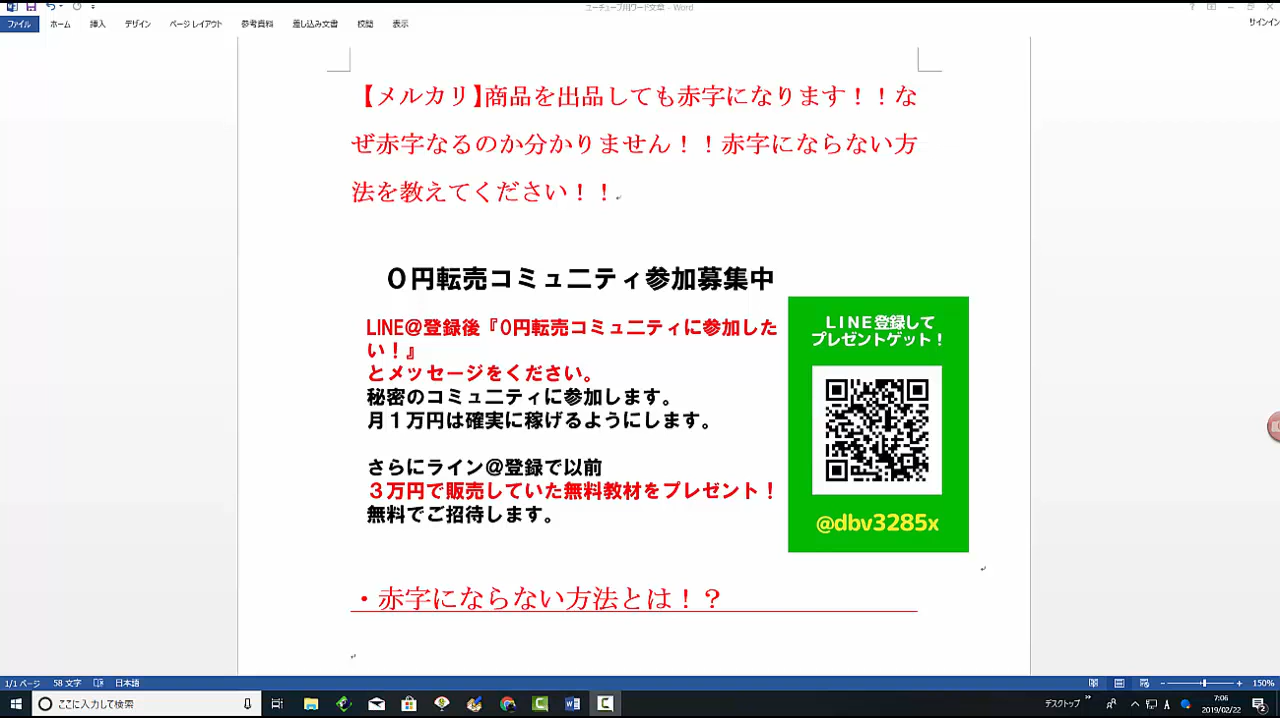 ユーチューブ用ワード文章 - Word
ファイル ホーム 挿入 デザイン ページ レイアウト 参考資料 差し込み文書 校閲 表示 サインイン
【メルカリ】商品を出品しても赤字になります！！な
ぜ赤字なるのか分かりません！！赤字にならない方
法を教えてください！！
０円転売コミュニティ参加募集中
LINE@登録後『0円転売コミュニティに参加した
い！』
とメッセージをください。
秘密のコミュニティに参加します。
月１万円は確実に稼げるようにします。
さらにライン@登録で以前
３万円で販売していた無料教材をプレゼント！
無料でご招待します。
LINE登録して
プレゼントゲット！
@dbv3285x
・赤字にならない方法とは！？
1/1 ページ 58 文字 日本語 150%
ここに入力して検索 デスクトップ 7:06
2019/02/22